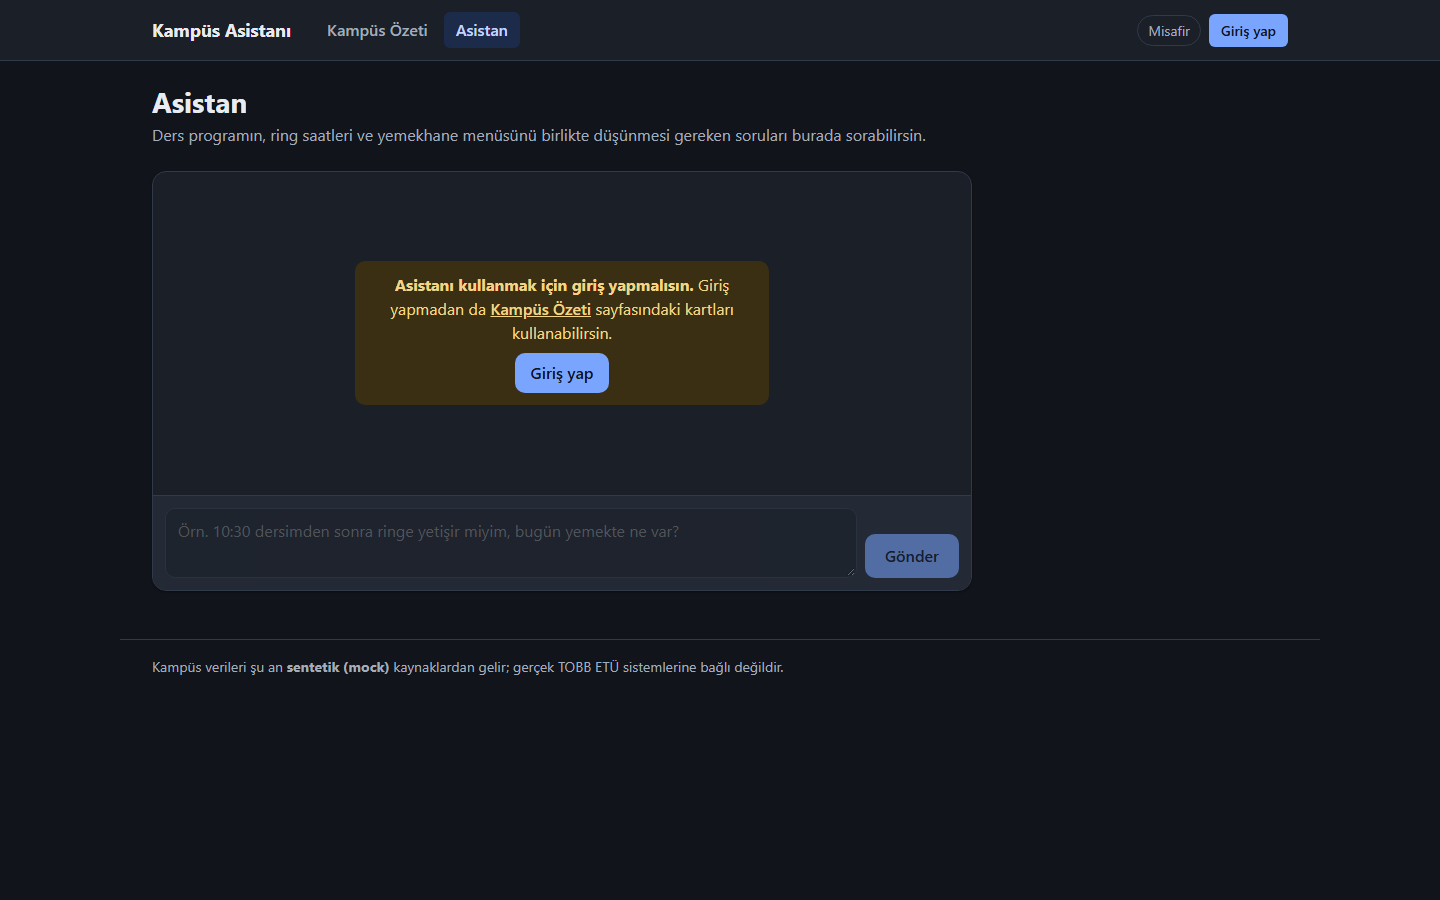 Kampüs Asistanı
Kampüs Özeti
Asistan
Misafir
Giriş yap
Asistan
Ders programın, ring saatleri ve yemekhane menüsünü birlikte düşünmesi gereken soruları burada sorabilirsin.
Asistanı kullanmak için giriş yapmalısın. Giriş
yapmadan da Kampüs Özeti sayfasındaki kartları
kullanabilirsin.
Giriş yap
Örn. 10:30 dersimden sonra ringe yetişir miyim, bugün yemekte ne var?
Gönder
Kampüs verileri şu an sentetik (mock) kaynaklardan gelir; gerçek TOBB ETÜ sistemlerine bağlı değildir.